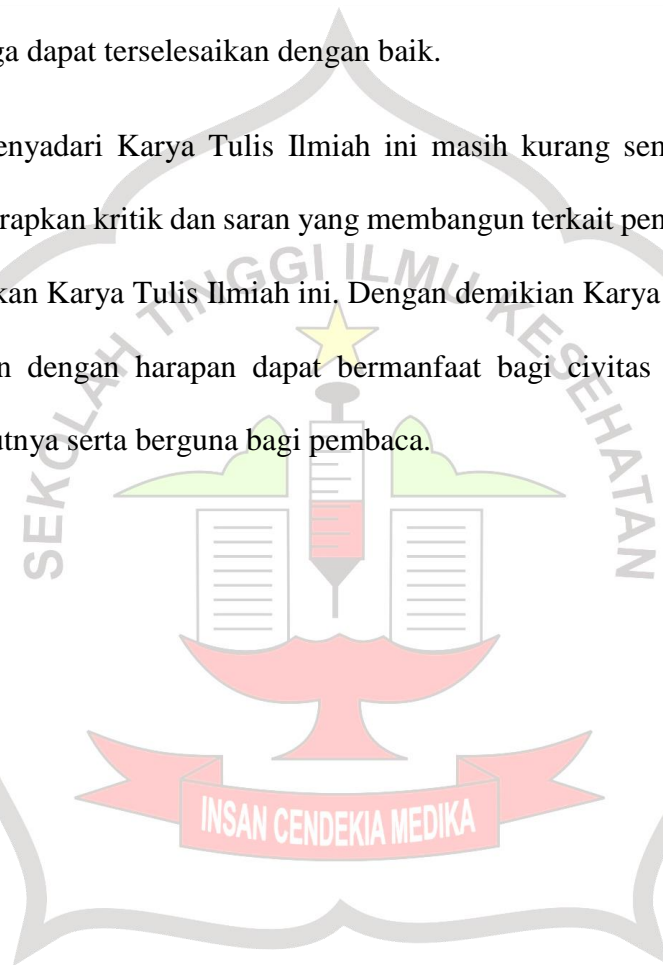 ga dapat terselesaikan dengan baik.
enyadari Karya Tulis Ilmiah ini masih kurang sem
rapkan kritik dan saran yang membangun terkait pen
kan Karya Tulis Ilmiah ini. Dengan demikian Karya
n dengan harapan dapat bermanfaat bagi civitas
utnya serta berguna bagi pembaca.
SEKOLAH TINGGI ILMU KESEHATAN
INSAN CENDEKIA MEDIKA